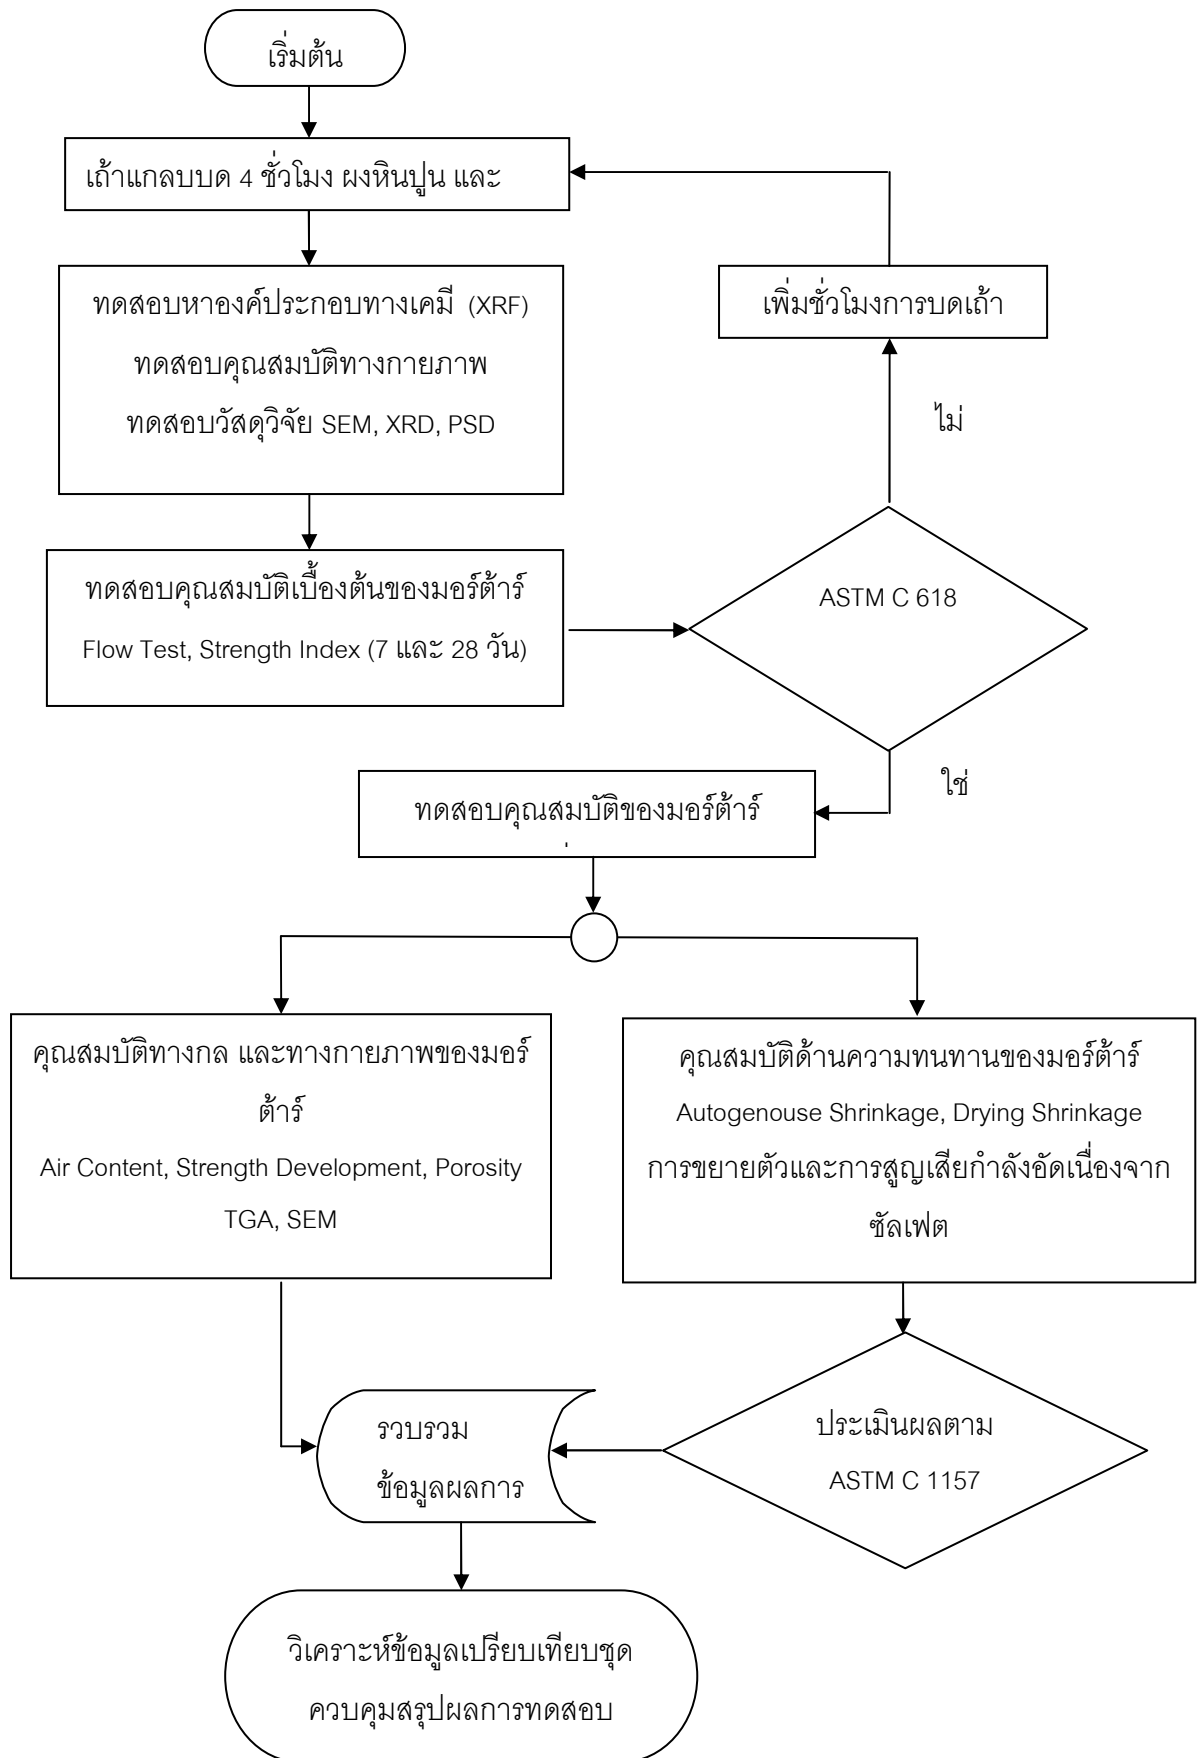 เริ่มต้น
เถ้าแกลบบด 4 ชั่วโมง ผงหินปูน และ
ทดสอบหาองค์ประกอบทางเคมี (XRF)
ทดสอบคุณสมบัติทางกายภาพ
ทดสอบวัสดุวิจัย SEM, XRD, PSD
เพิ่มชั่วโมงการบดเถ้า
ไม่
ทดสอบคุณสมบัติเบื้องต้นของมอร์ต้าร์
Flow Test, Strength Index (7 และ 28 วัน)
ASTM C 618
ใช่
ทดสอบคุณสมบัติของมอร์ต้าร์
คุณสมบัติทางกล และทางกายภาพของมอร์
ต้าร์
Air Content, Strength Development, Porosity
TGA, SEM
คุณสมบัติด้านความทนทานของมอร์ต้าร์
Autogenouse Shrinkage, Drying Shrinkage
การขยายตัวและการสูญเสียกำลังอัดเนื่องจาก
ซัลเฟต
รวบรวม
ข้อมูลผลการ
ประเมินผลตาม
ASTM C 1157
วิเคราะห์ข้อมูลเปรียบเทียบชุด
ควบคุมสรุปผลการทดสอบ